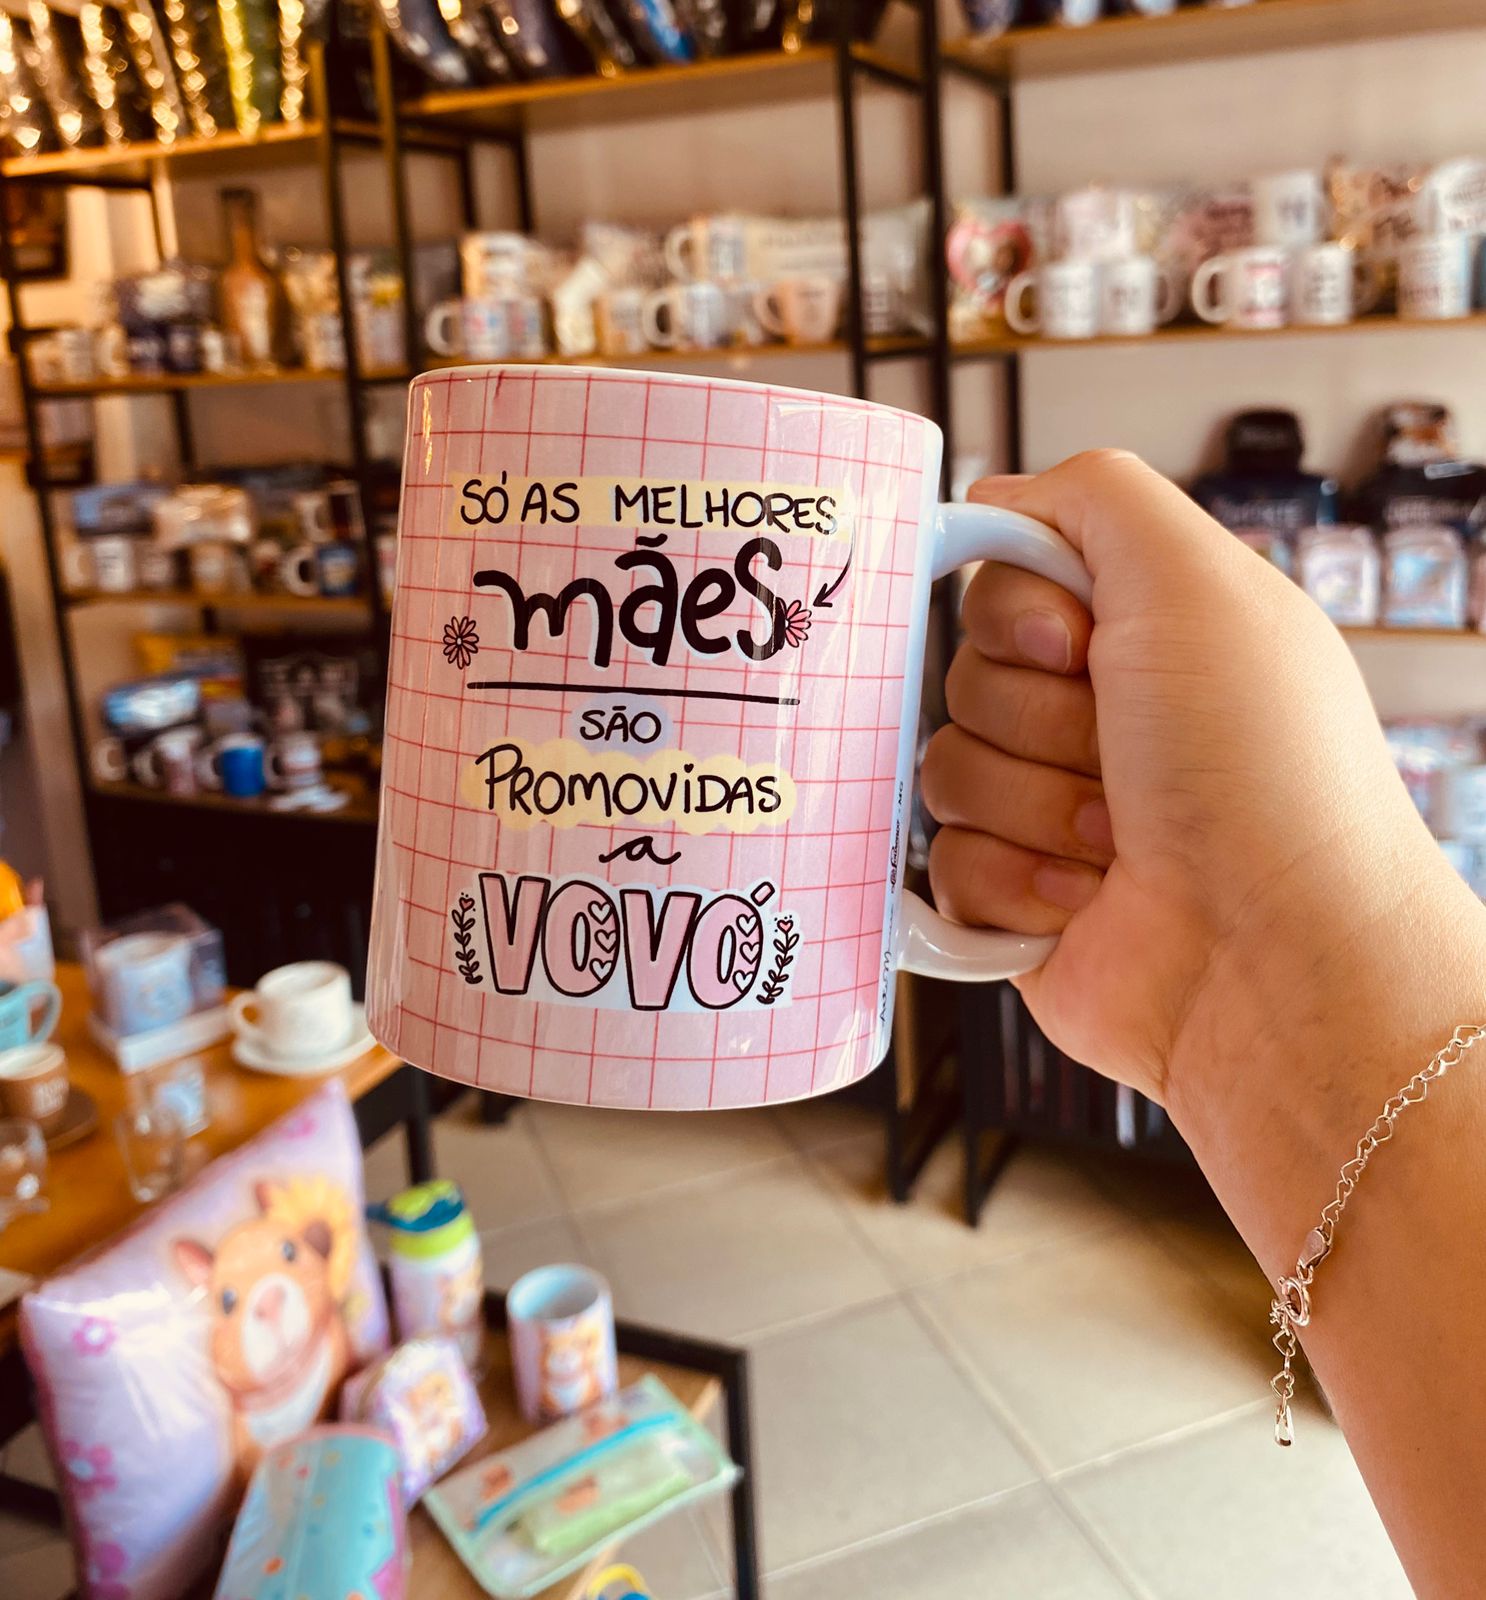 SÓ AS MELHORES
mães
SÃO
PROMOVIDAS
a
VOVÓ